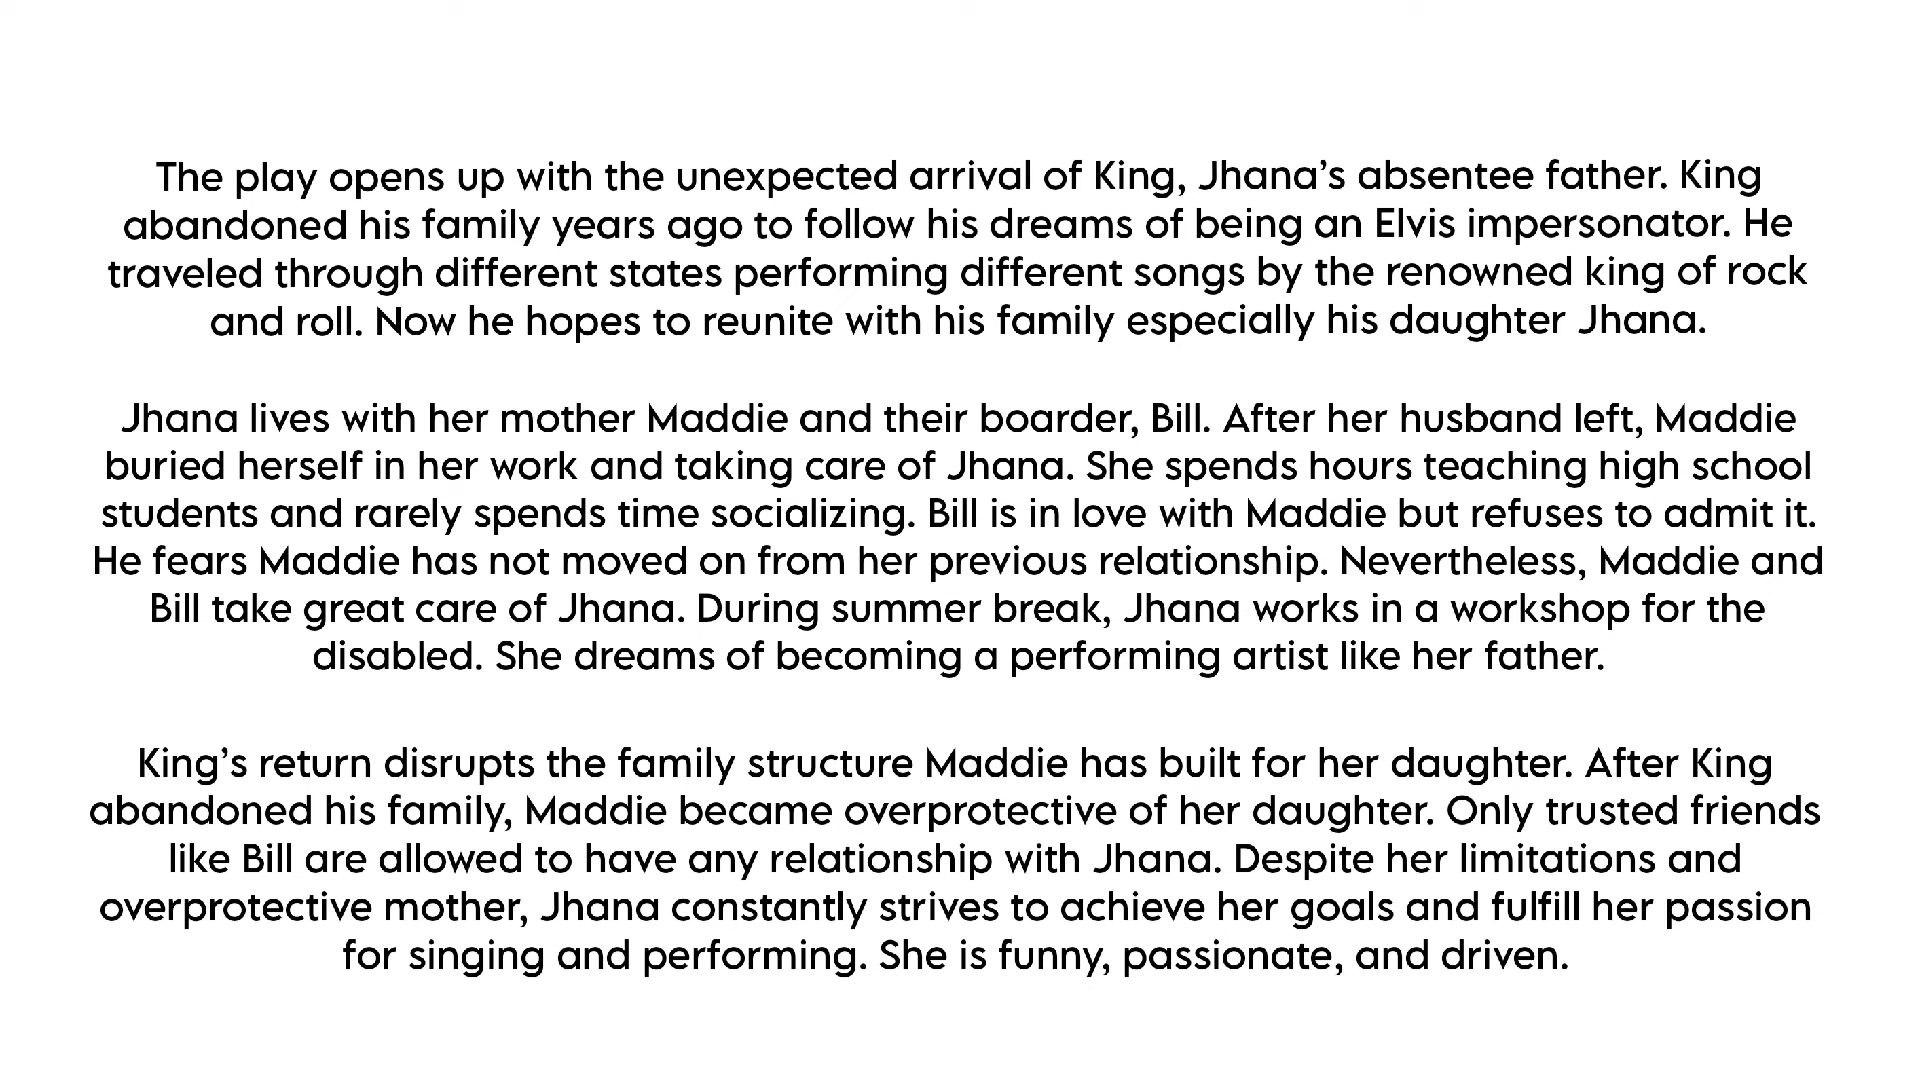 The play opens up with the unexpected arrival of King, Jhana’s absentee father. King
abandoned his family years ago to follow his dreams of being an Elvis impersonator. He
traveled through different states performing different songs by the renowned king of rock
and roll. Now he hopes to reunite with his family especially his daughter Jhana.
Jhana lives with her mother Maddie and their boarder, Bill. After her husband left, Maddie
buried herself in her work and taking care of Jhana. She spends hours teaching high school
students and rarely spends time socializing. Bill is in love with Maddie but refuses to admit it.
He fears Maddie has not moved on from her previous relationship. Nevertheless, Maddie and
Bill take great care of Jhana. During summer break, Jhana works in a workshop for the
disabled. She dreams of becoming a performing artist like her father.
King’s return disrupts the family structure Maddie has built for her daughter. After King
abandoned his family, Maddie became overprotective of her daughter. Only trusted friends
like Bill are allowed to have any relationship with Jhana. Despite her limitations and
overprotective mother, Jhana constantly strives to achieve her goals and fulfill her passion
for singing and performing. She is funny, passionate, and driven.